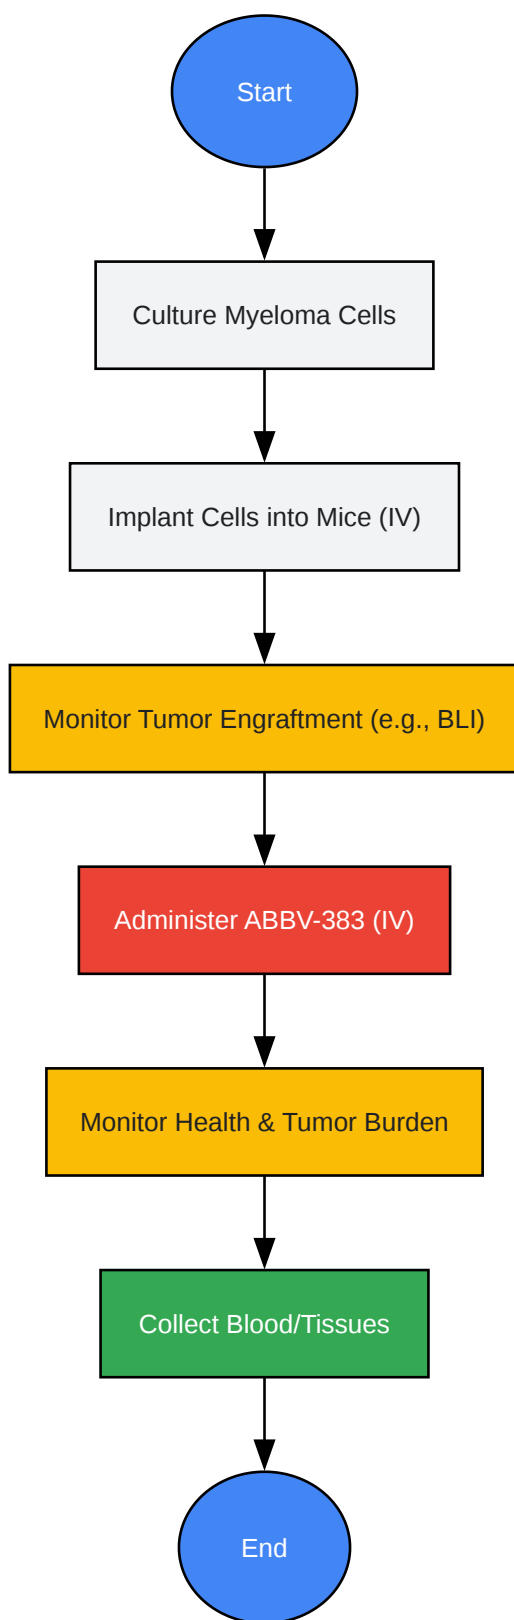 Start
Culture Myeloma Cells
Implant Cells into Mice (IV)
Monitor Tumor Engraftment (e.g., BLI)
Administer ABBV-383 (IV)
Monitor Health & Tumor Burden
Collect Blood/Tissues
End